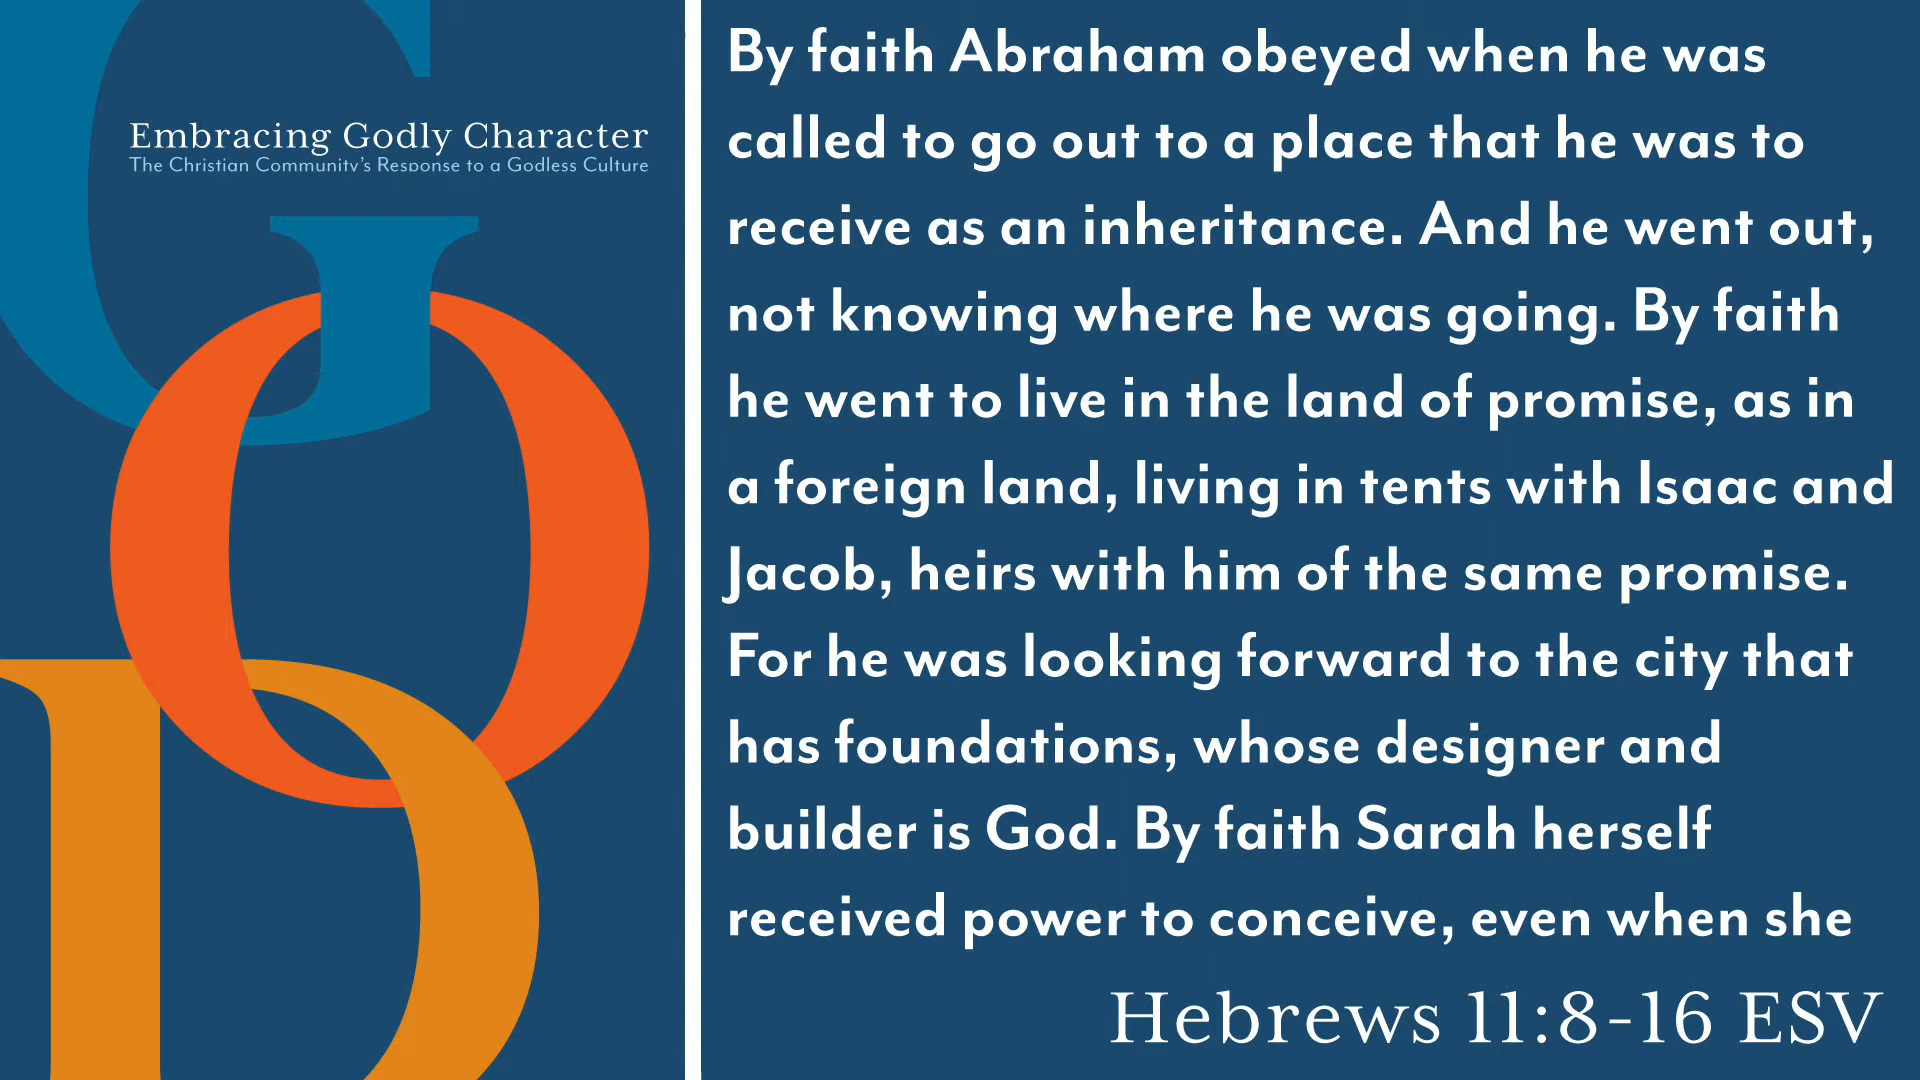 Embracing Godly Character
The Christian Community's Response to a Godless Culture
GOD
By faith Abraham obeyed when he was
called to go out to a place that he was to
receive as an inheritance. And he went out,
not knowing where he was going. By faith
he went to live in the land of promise, as in
a foreign land, living in tents with Isaac and
Jacob, heirs with him of the same promise.
For he was looking forward to the city that
has foundations, whose designer and
builder is God. By faith Sarah herself
received power to conceive, even when she
Hebrews 11:8-16 ESV